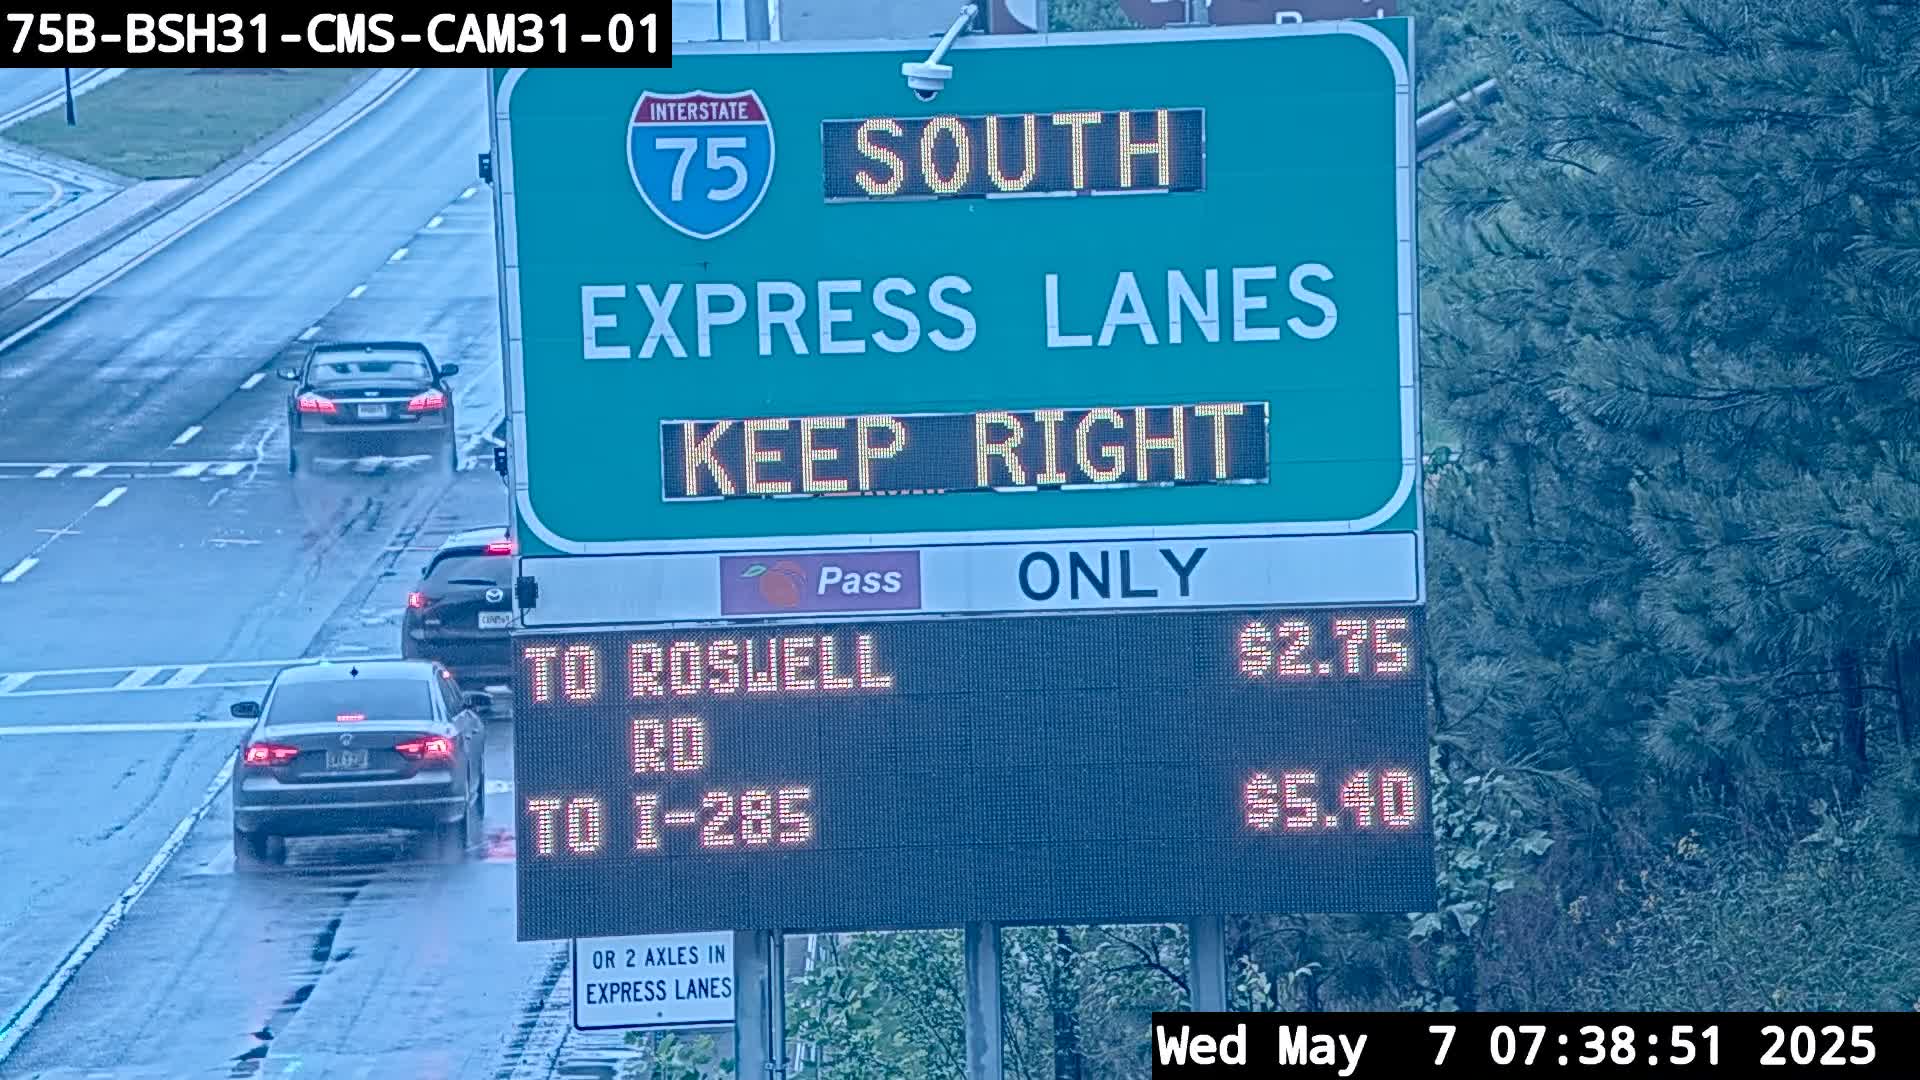 75B-BSH31-CMS-CAM31-01
INTERSTATE
75
SOUTH
EXPRESS LANES
KEEP RIGHT
Pass ONLY
TO ROSWELL $2.75
RD
TO I-285 $5.40
OR 2 AXLES IN
EXPRESS LANES
Wed May 7 07:38:51 2025